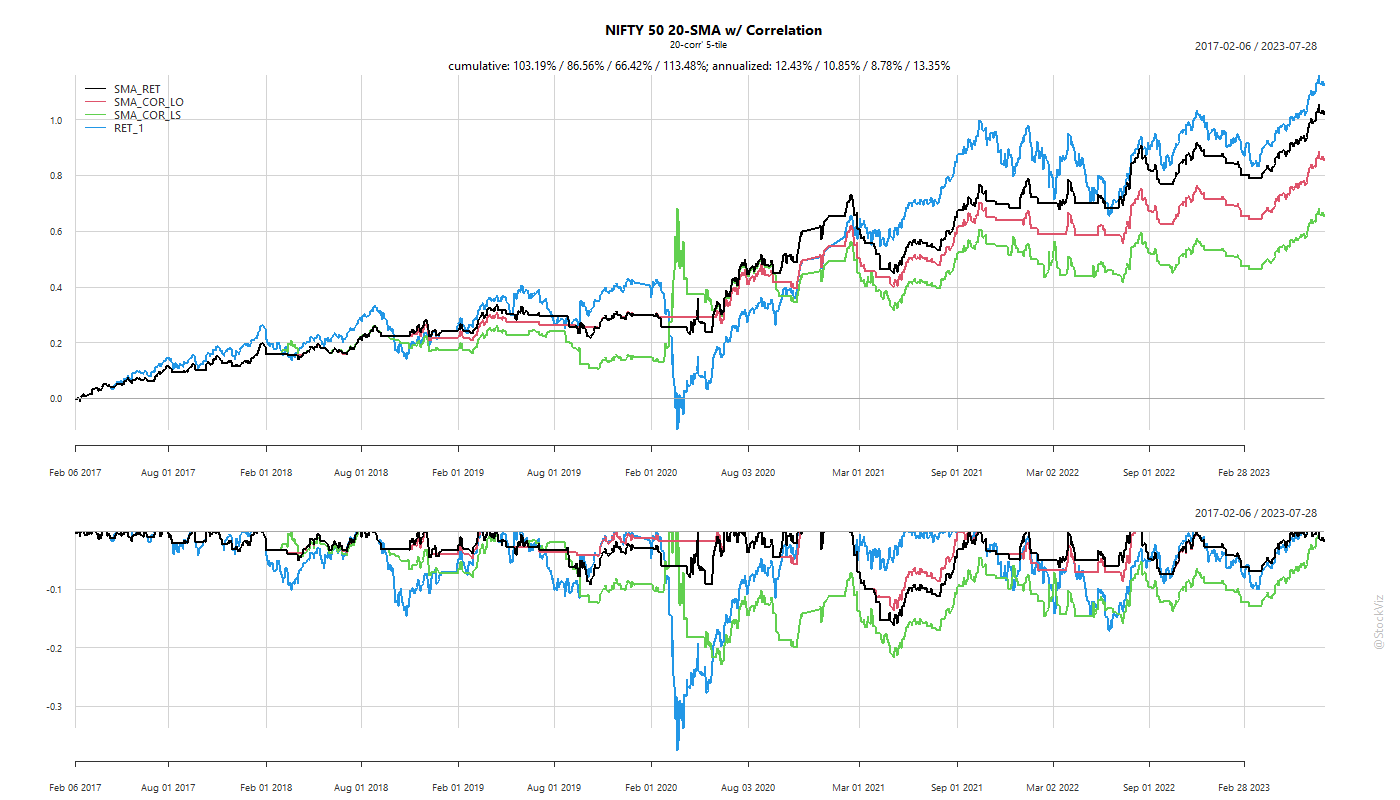 NIFTY 50 20-SMA w/ Correlation
20-corr' 5-tile
2017-02-06 / 2023-07-28
cumulative: 103.19% / 86.56% / 66.42% / 113.48%; annualized: 12.43% / 10.85% / 8.78% / 13.35%
SMA_RET
SMA_COR_LO
SMA_COR_LS
RET_1
1.0
0.8
0.6
0.4
0.2
0.0
Feb 06 2017 Aug 01 2017 Feb 01 2018 Aug 01 2018 Feb 01 2019 Aug 01 2019 Feb 01 2020 Aug 03 2020 Mar 01 2021 Sep 01 2021 Mar 02 2022 Sep 01 2022 Feb 28 2023
2017-02-06 / 2023-07-28
-0.1
-0.2
-0.3
Feb 06 2017 Aug 01 2017 Feb 01 2018 Aug 01 2018 Feb 01 2019 Aug 01 2019 Feb 01 2020 Aug 03 2020 Mar 01 2021 Sep 01 2021 Mar 02 2022 Sep 01 2022 Feb 28 2023
@StockViz